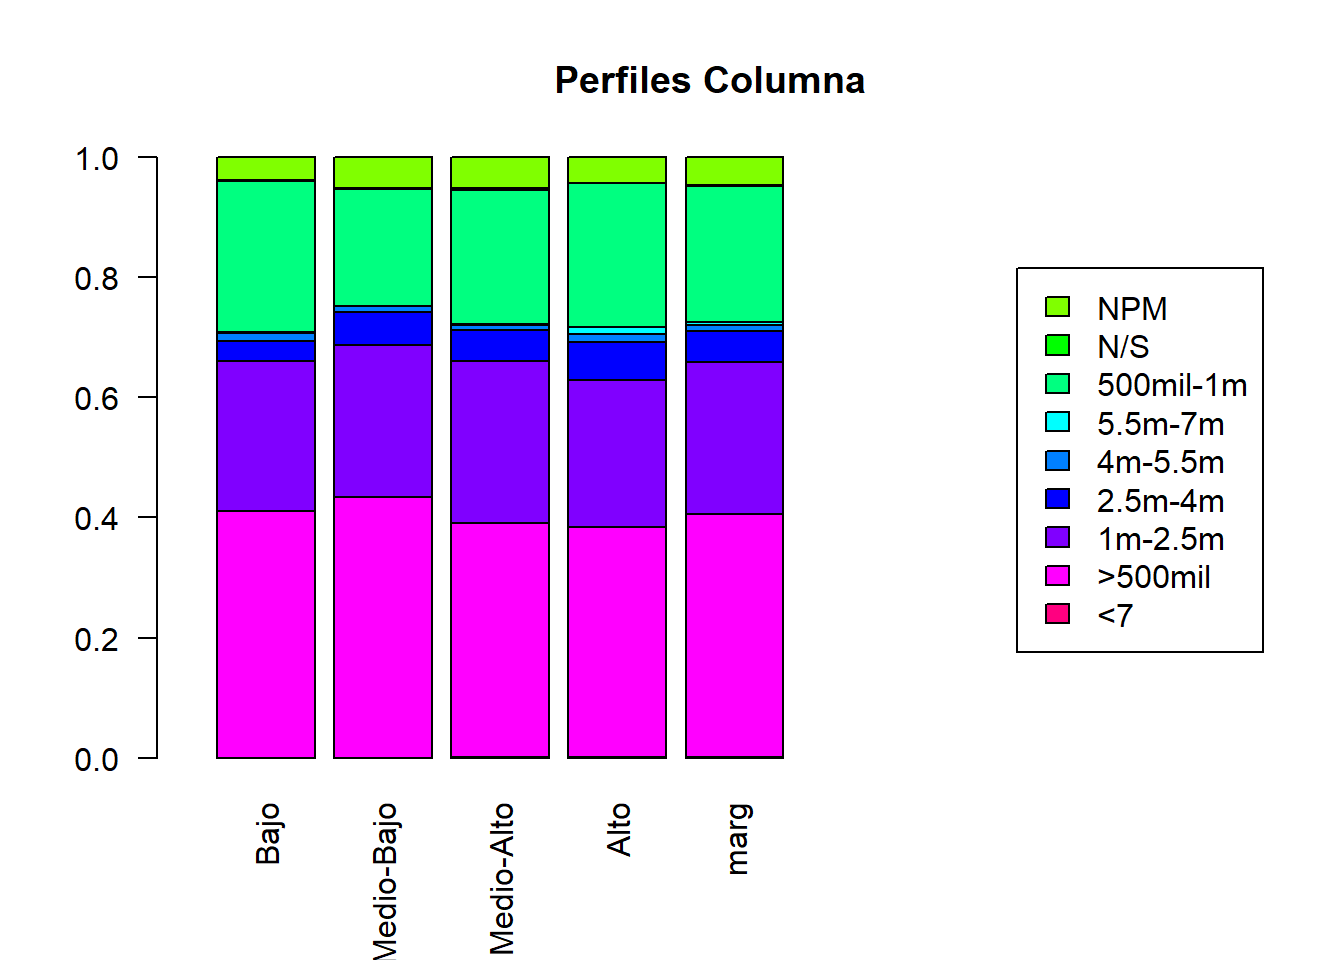 Perfiles Columna
1.0
0.8
0.6
0.4
0.2
0.0
Bajo
Medio-Bajo
Medio-Alto
Alto
marg
NPM
N/S
500mil-1m
5.5m-7m
4m-5.5m
2.5m-4m
1m-2.5m
>500mil
<7